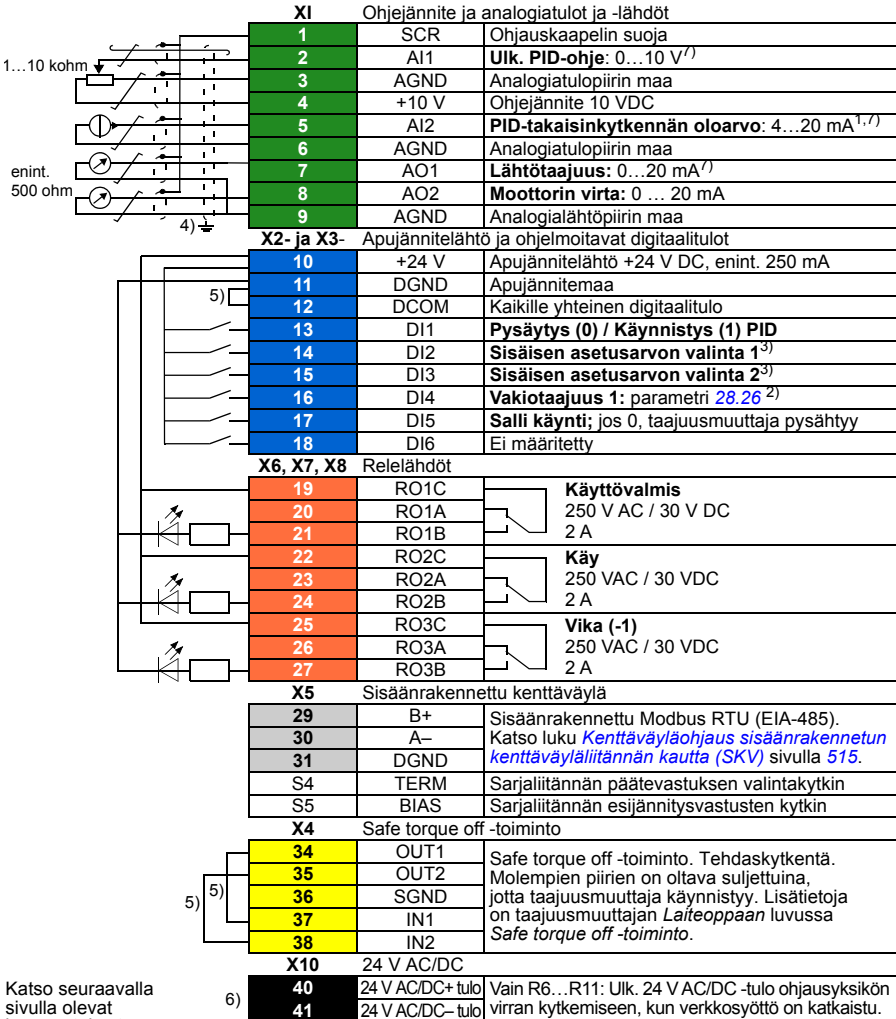 XI Ohjejännite ja analogiatulot ja -lähdöt
1 SCR Ohjauskaapelin suoja
2 AI1 Ulk. PID-ohje: 0…10 V7)
1…10 kohm
3 AGND Analogiatulopiirin maa
4 +10 V Ohjejännite 10 VDC
5 AI2 PID-takaisinkytkennän oloarvo: 4…20 mA1,7)
6 AGND Analogiatulopiirin maa
enint.
500 ohm
7 AO1 Lähtötaajuus: 0…20 mA7)
8 AO2 Moottorin virta: 0 … 20 mA
4)
9 AGND Analogialähtöpiirin maa
X2- ja X3- Apujännitelähtö ja ohjelmoitavat digitaalitulot
10 +24 V Apujännitelähtö +24 V DC, enint. 250 mA
11 DGND Apujännitemaa
5)
12 DCOM Kaikille yhteinen digitaalitulo
13 DI1 Pysäytys (0) / Käynnistys (1) PID
14 DI2 Sisäisen asetusarvon valinta 13)
15 DI3 Sisäisen asetusarvon valinta 23)
16 DI4 Vakiotaajuus 1: parametri 28.26 2)
17 DI5 Salli käynti; jos 0, taajuusmuuttaja pysähtyy
18 DI6 Ei määritetty
X6, X7, X8 Relelähdöt
19 RO1C Käyttövalmis
20 RO1A 250 V AC / 30 V DC
21 RO1B 2 A
22 RO2C Käy
23 RO2A 250 VAC / 30 VDC
24 RO2B 2 A
25 RO3C Vika (-1)
26 RO3A 250 VAC / 30 VDC
27 RO3B 2 A
X5 Sisäänrakennettu kenttäväylä
29 B+ Sisäänrakennettu Modbus RTU (EIA-485).
30 A– Katso luku Kenttäväyläohjaus sisäänrakennetun
31 DGND kenttäväyläliitännän kautta (SKV) sivulla 515.
S4 TERM Sarjaliitännän päätevastuksen valintakytkin
S5 BIAS Sarjaliitännän esijännitysvastusten kytkin
X4 Safe torque off -toiminto
34 OUT1 Safe torque off -toiminto. Tehdaskytkentä.
35 OUT2 Molempien piirien on oltava suljettuina,
5) 5)
36 SGND jotta taajuusmuuttaja käynnistyy. Lisätietoja
37 IN1 on taajuusmuuttajan Laiteoppaan luvussa
38 IN2 Safe torque off -toiminto.
X10 24 V AC/DC
Katso seuraavalla
sivulla olevat
6)
40 24 V AC/DC+ tulo Vain R6…R11: Ulk. 24 V AC/DC -tulo ohjausyksikön
41 24 V AC/DC– tulo virran kytkemiseen, kun verkkosyöttö on katkaistu.